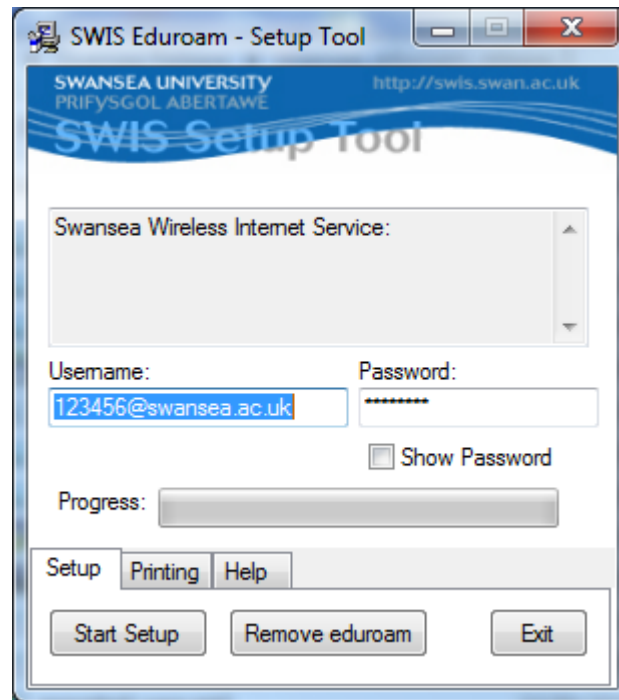 SWIS Eduroam - Setup Tool
SWANSEA UNIVERSITY http://swis.swan.ac.uk
PRIFYSGOL ABERTAWE
SWIS Setup Tool
Swansea Wireless Internet Service:
Username: Password:
123456@swansea.ac.uk ********
Show Password
Progress:
Setup Printing Help
Start Setup Remove eduroam Exit